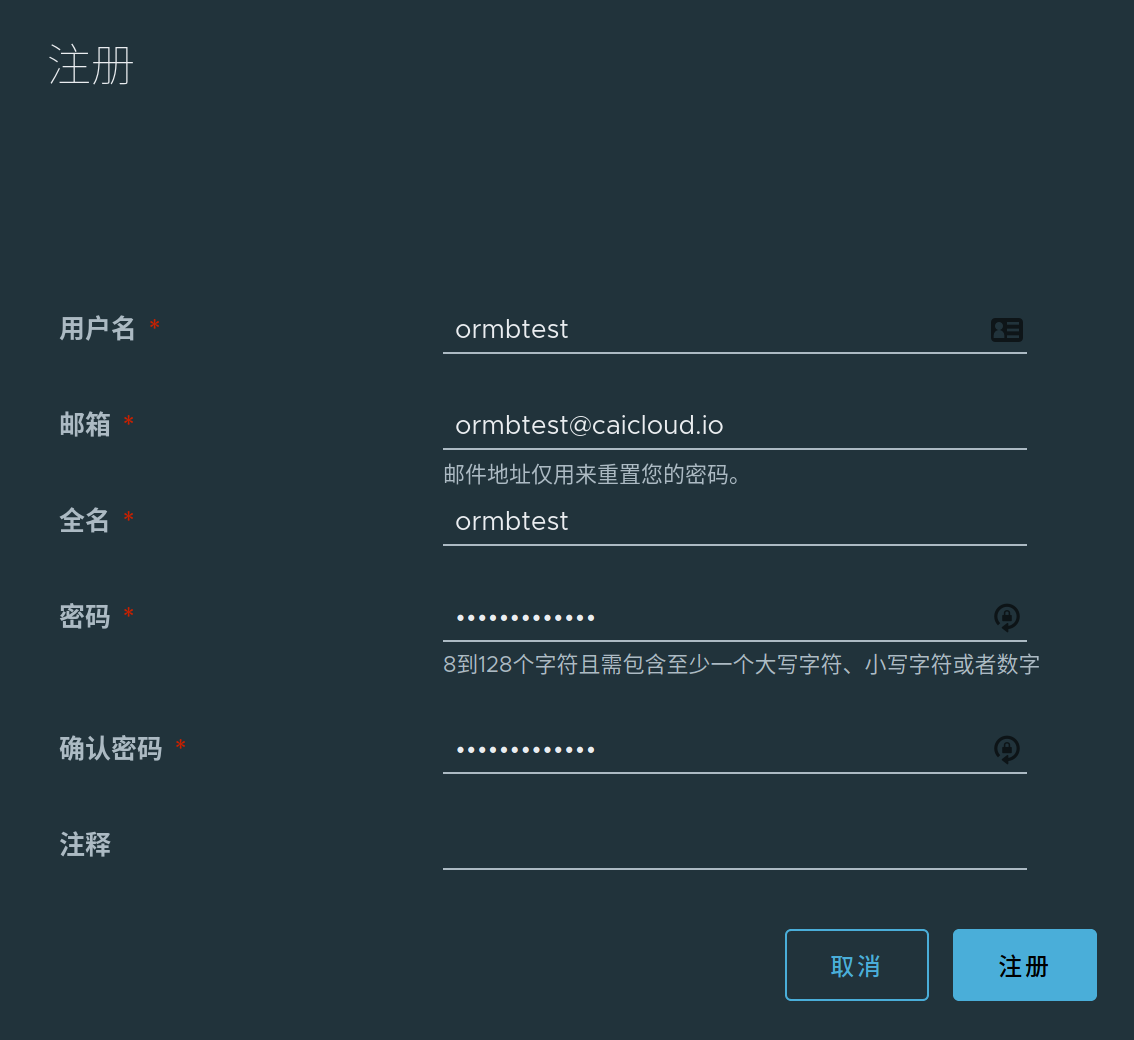 注册
用户名 *
ormbtest
邮箱 *
ormbtest@caicloud.io
邮件地址仅用来重置您的密码。
全名 *
ormbtest
密码 *
•••••••••••••
8到128个字符且需包含至少一个大写字符、小写字符或者数字
确认密码 *
•••••••••••••
注释
取消
注册